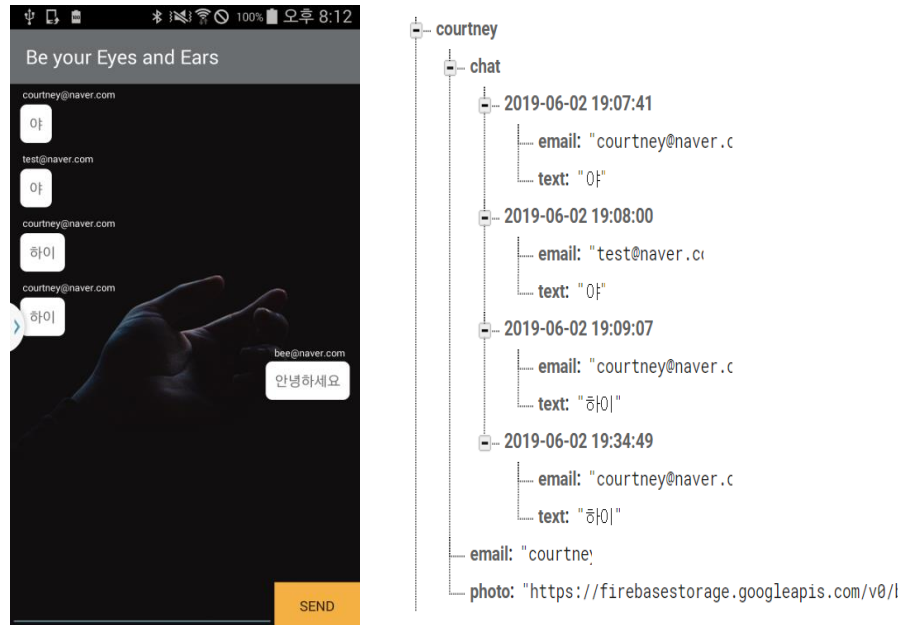 100% 오후 8:12
Be your Eyes and Ears
courtney@naver.com
야
test@naver.com
야
courtney@naver.com
하이
courtney@naver.com
하이
bee@naver.com
안녕하세요
SEND
courtney
chat
2019-06-02 19:07:41
email: "courtney@naver.c
text: "야"
2019-06-02 19:08:00
email: "test@naver.co
text: "야"
2019-06-02 19:09:07
email: "courtney@naver.c
text: "하이"
2019-06-02 19:34:49
email: "courtney@naver.c
text: "하이"
email: "courtney
photo: "https://firebasestorage.googleapis.com/v0/b